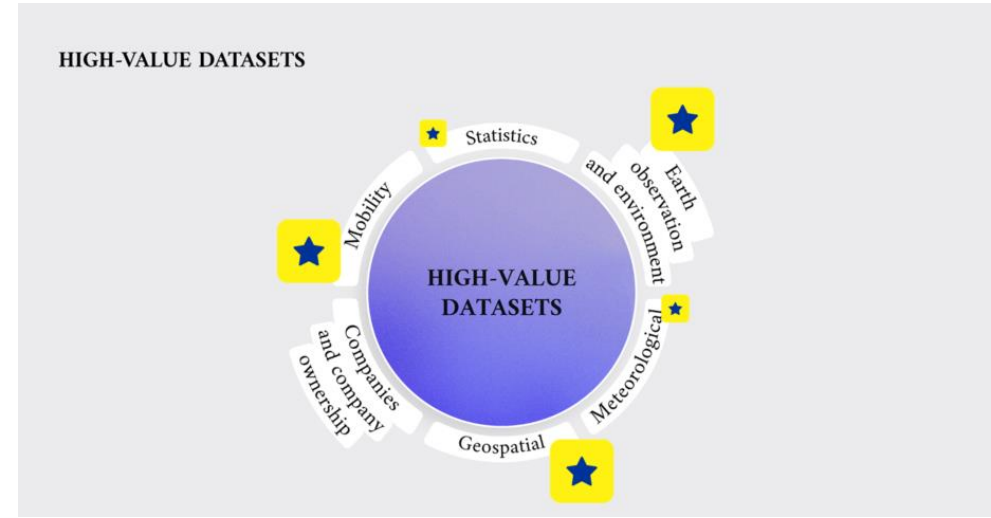 HIGH-VALUE DATASETS
Statistics
Earth
observation
and environment
Meteorological
Geospatial
Companies
and company
ownership
Mobility
HIGH-VALUE
DATASETS